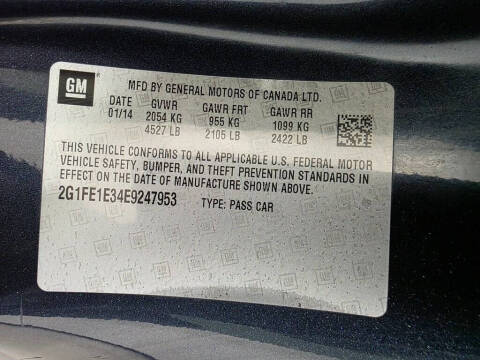 GM
MFD BY GENERAL MOTORS OF CANADA LTD.
DATE GVWR GAWR FRT GAWR RR
01/14 2054 KG 955 KG 1099 KG
4527 LB 2105 LB 2422 LB
THIS VEHICLE CONFORMS TO ALL APPLICABLE U.S. FEDERAL MOTOR
VEHICLE SAFETY, BUMPER, AND THEFT PREVENTION STANDARDS IN
EFFECT ON THE DATE OF MANUFACTURE SHOWN ABOVE.
2G1FE1E34E9247953 TYPE: PASS CAR